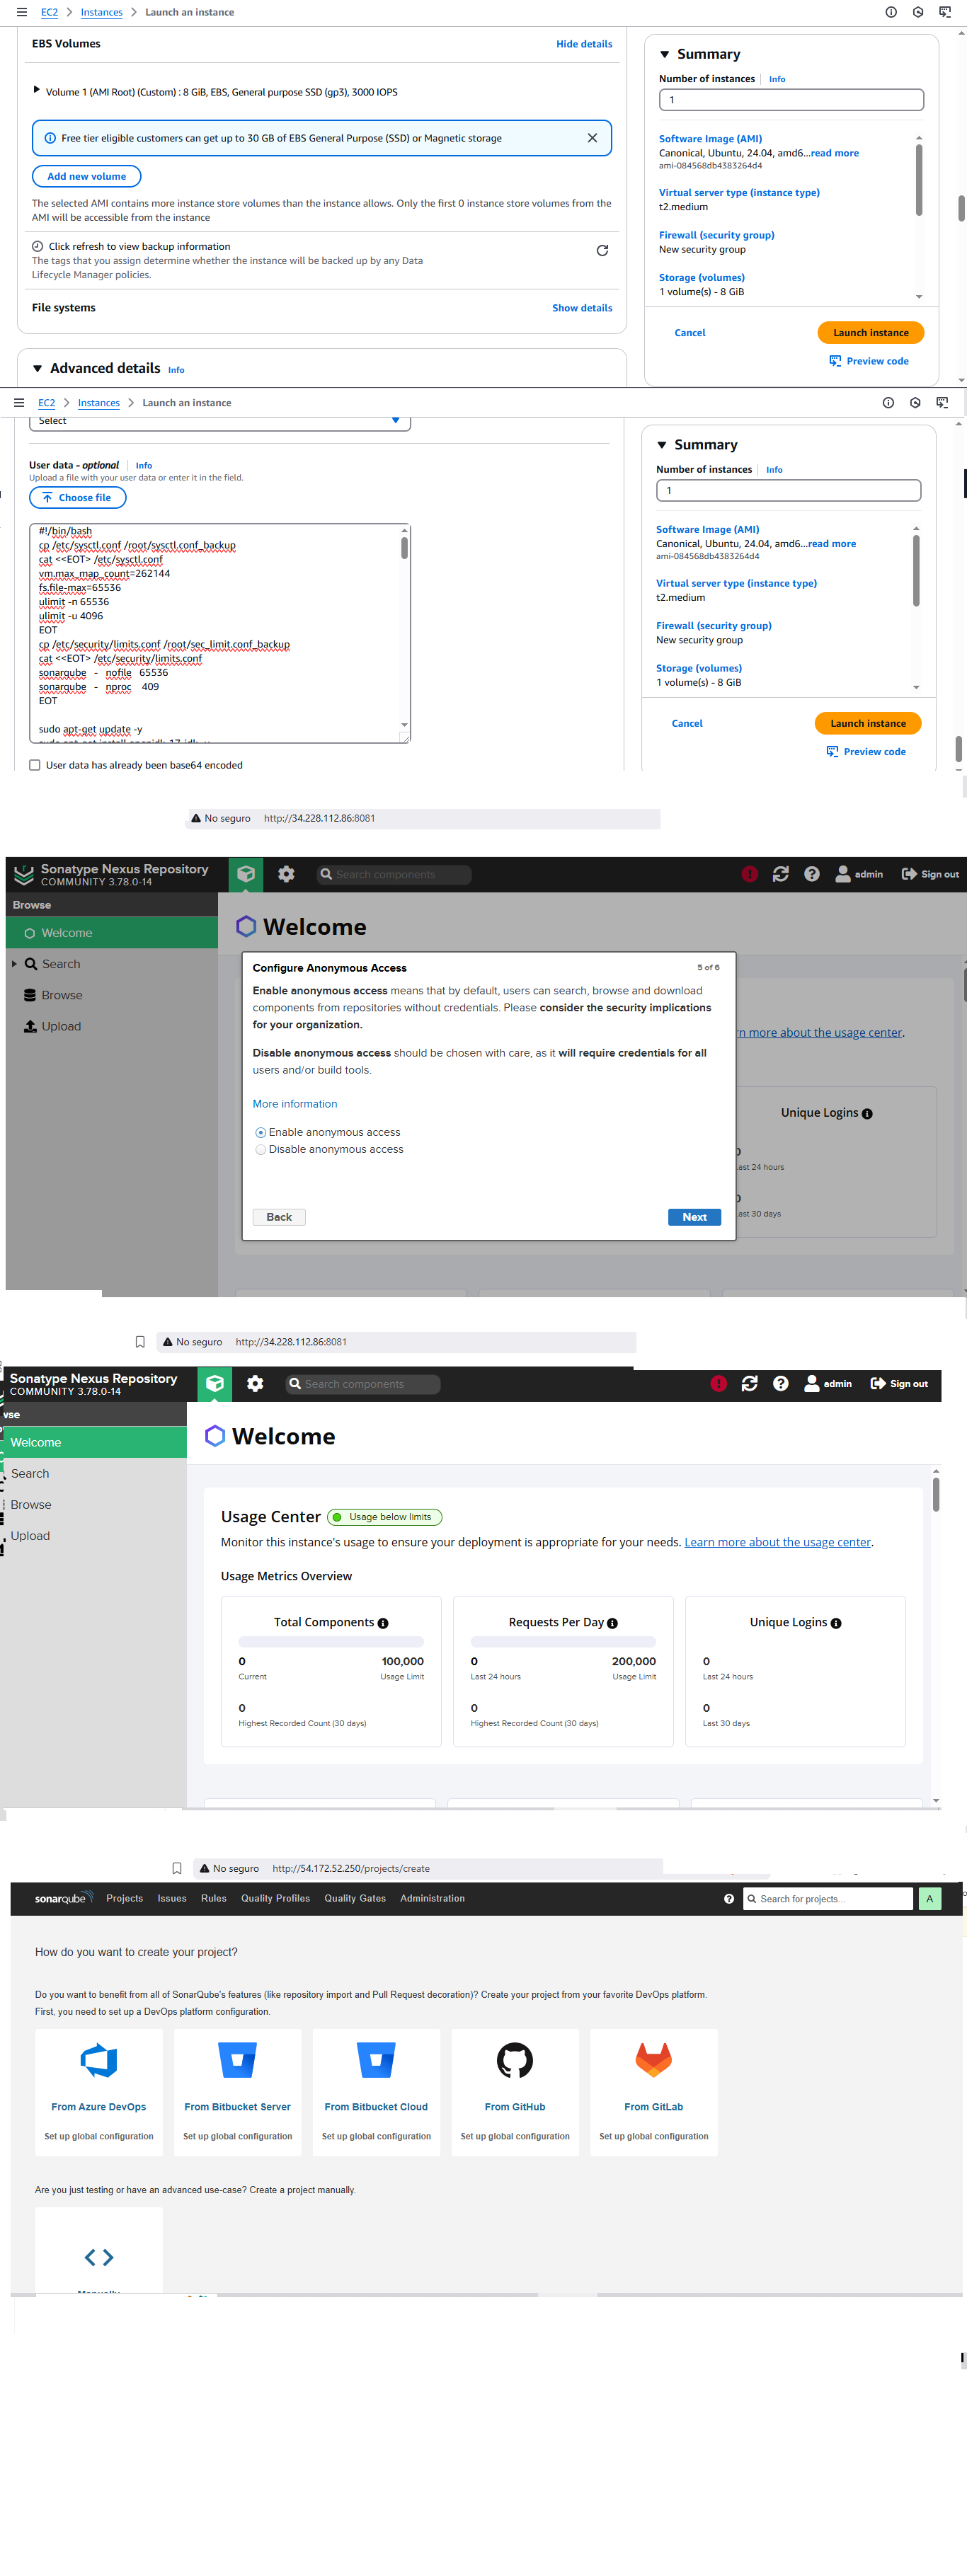 EC2 > Instances > Launch an instance
EBS Volumes
Hide details
Volume 1 (AMI Root) (Custom) : 8 GiB, EBS, General purpose SSD (gp3), 3000 IOPS
Free tier eligible customers can get up to 30 GB of EBS General Purpose (SSD) or Magnetic storage
Add new volume
The selected AMI contains more instance store volumes than the instance allows. Only the first 0 instance store volumes from the
AMI will be accessible from the instance
Click refresh to view backup information
The tags that you assign determine whether the instance will be backed up by any Data
Lifecycle Manager policies.
File systems
Show details
Advanced details Info
Summary
Number of instances Info
1
Software Image (AMI)
Canonical, Ubuntu, 24.04, amd6...read more
ami-084568db4383264d4
Virtual server type (instance type)
t2.medium
Firewall (security group)
New security group
Storage (volumes)
1 volume(s) - 8 GiB
Cancel
Launch instance
Preview code
EC2 > Instances > Launch an instance
Select
User data - optional Info
Upload a file with your user data or enter it in the field.
Choose file
#!/bin/bash
cp /etc/sysctl.conf /root/sysctl.conf_backup
cat <<EOT> /etc/sysctl.conf
vm.max_map_count=262144
fs.file-max=65536
ulimit -n 65536
ulimit -u 4096
EOT
cp /etc/security/limits.conf /root/sec_limit.conf_backup
cat <<EOT> /etc/security/limits.conf
sonarqube - nofile 65536
sonarqube - nproc 409
EOT
sudo apt-get update -y
sudo apt-get install openjdk-17-jdk -y
User data has already been base64 encoded
Summary
Number of instances Info
1
Software Image (AMI)
Canonical, Ubuntu, 24.04, amd6...read more
ami-084568db4383264d4
Virtual server type (instance type)
t2.medium
Firewall (security group)
New security group
Storage (volumes)
1 volume(s) - 8 GiB
Cancel
Launch instance
Preview code
No seguro http://34.228.112.86:8081
Sonatype Nexus Repository
COMMUNITY 3.78.0-14
Search components
admin
Sign out
Browse
Welcome
Search
Browse
Upload
Welcome
Configure Anonymous Access
5 of 6
Enable anonymous access means that by default, users can search, browse and download
components from repositories without credentials. Please consider the security implications
for your organization.
Disable anonymous access should be chosen with care, as it will require credentials for all
users and/or build tools.
More information
Enable anonymous access
Disable anonymous access
Back
Next
rn more about the usage center.
Unique Logins
0
ast 24 hours
0
ast 30 days
No seguro http://34.228.112.86:8081
Sonatype Nexus Repository
COMMUNITY 3.78.0-14
Search components
admin
Sign out
wse
Welcome
Search
Browse
Upload
Welcome
Usage Center Usage below limits
Monitor this instance's usage to ensure your deployment is appropriate for your needs. Learn more about the usage center.
Usage Metrics Overview
Total Components
0 100,000
Current Usage Limit
0
Highest Recorded Count (30 days)
Requests Per Day
0 200,000
Last 24 hours Usage Limit
0
Highest Recorded Count (30 days)
Unique Logins
0
Last 24 hours
0
Last 30 days
No seguro http://54.172.52.250/projects/create
sonarqube Projects Issues Rules Quality Profiles Quality Gates Administration
Search for projects...
A
How do you want to create your project?
Do you want to benefit from all of SonarQube's features (like repository import and Pull Request decoration)? Create your project from your favorite DevOps platform.
First, you need to set up a DevOps platform configuration.
From Azure DevOps
Set up global configuration
From Bitbucket Server
Set up global configuration
From Bitbucket Cloud
Set up global configuration
From GitHub
Set up global configuration
From GitLab
Set up global configuration
Are you just testing or have an advanced use-case? Create a project manually.
Manually